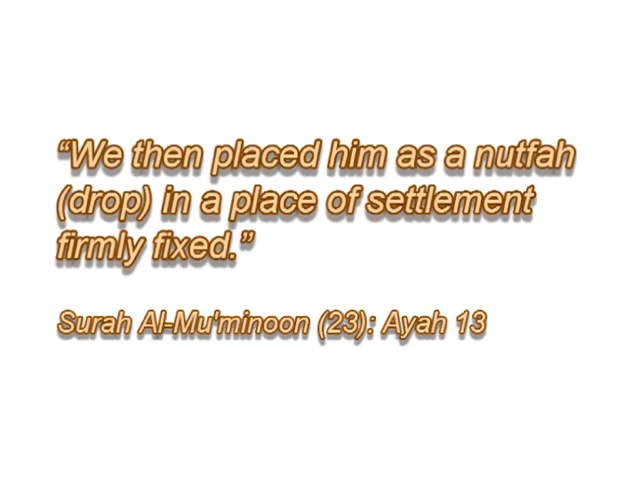 “We then placed him as a nutfah
(drop) in a place of settlement
firmly fixed.”
Surah Al-Mu'minoon (23): Ayah 13